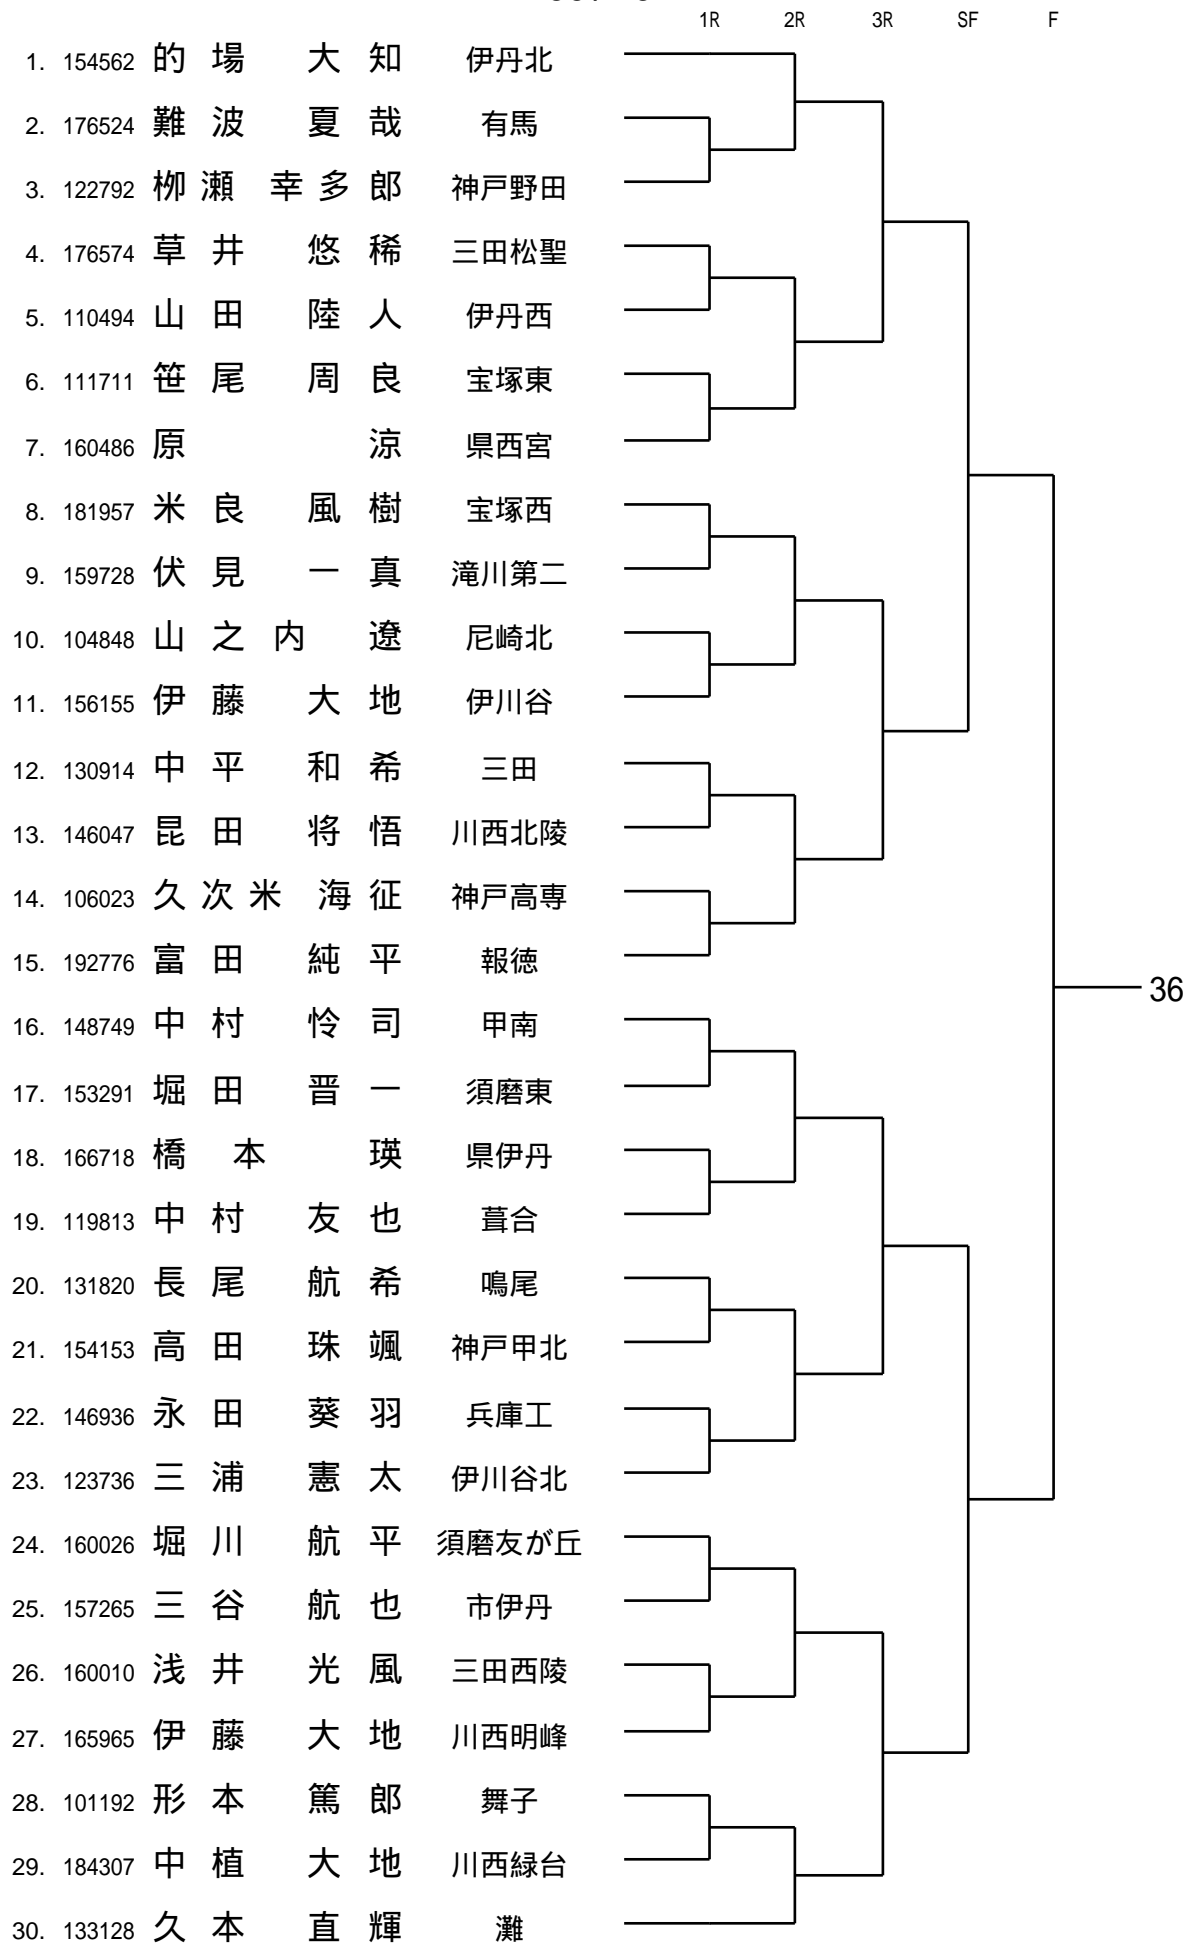 1R 2R 3R SF F
1. 154562 的場 大知 伊丹北
2. 176524 難波 夏哉 有馬
3. 122792 栁瀬 幸多郎 神戸野田
4. 176574 草井 悠稀 三田松聖
5. 110494 山田 陸人 伊丹西
6. 111711 笹尾 周良 宝塚東
7. 160486 原 涼 県西宮
8. 181957 米良 風樹 宝塚西
9. 159728 伏見 一真 滝川第二
10. 104848 山之内 遼 尼崎北
11. 156155 伊藤 大地 伊川谷
12. 130914 中平 和希 三田
13. 146047 昆田 将悟 川西北陵
14. 106023 久次米 海征 神戸高専
15. 192776 富田 純平 報徳
36
16. 148749 中村 怜司 甲南
17. 153291 堀田 晋一 須磨東
18. 166718 橋本 瑛 県伊丹
19. 119813 中村 友也 葺合
20. 131820 長尾 航希 鳴尾
21. 154153 高田 珠颯 神戸甲北
22. 146936 永田 葵羽 兵庫工
23. 123736 三浦 憲太 伊川谷北
24. 160026 堀川 航平 須磨友が丘
25. 157265 三谷 航也 市伊丹
26. 160010 浅井 光風 三田西陵
27. 165965 伊藤 大地 川西明峰
28. 101192 形本 篤郎 舞子
29. 184307 中植 大地 川西緑台
30. 133128 久本 直輝 灘